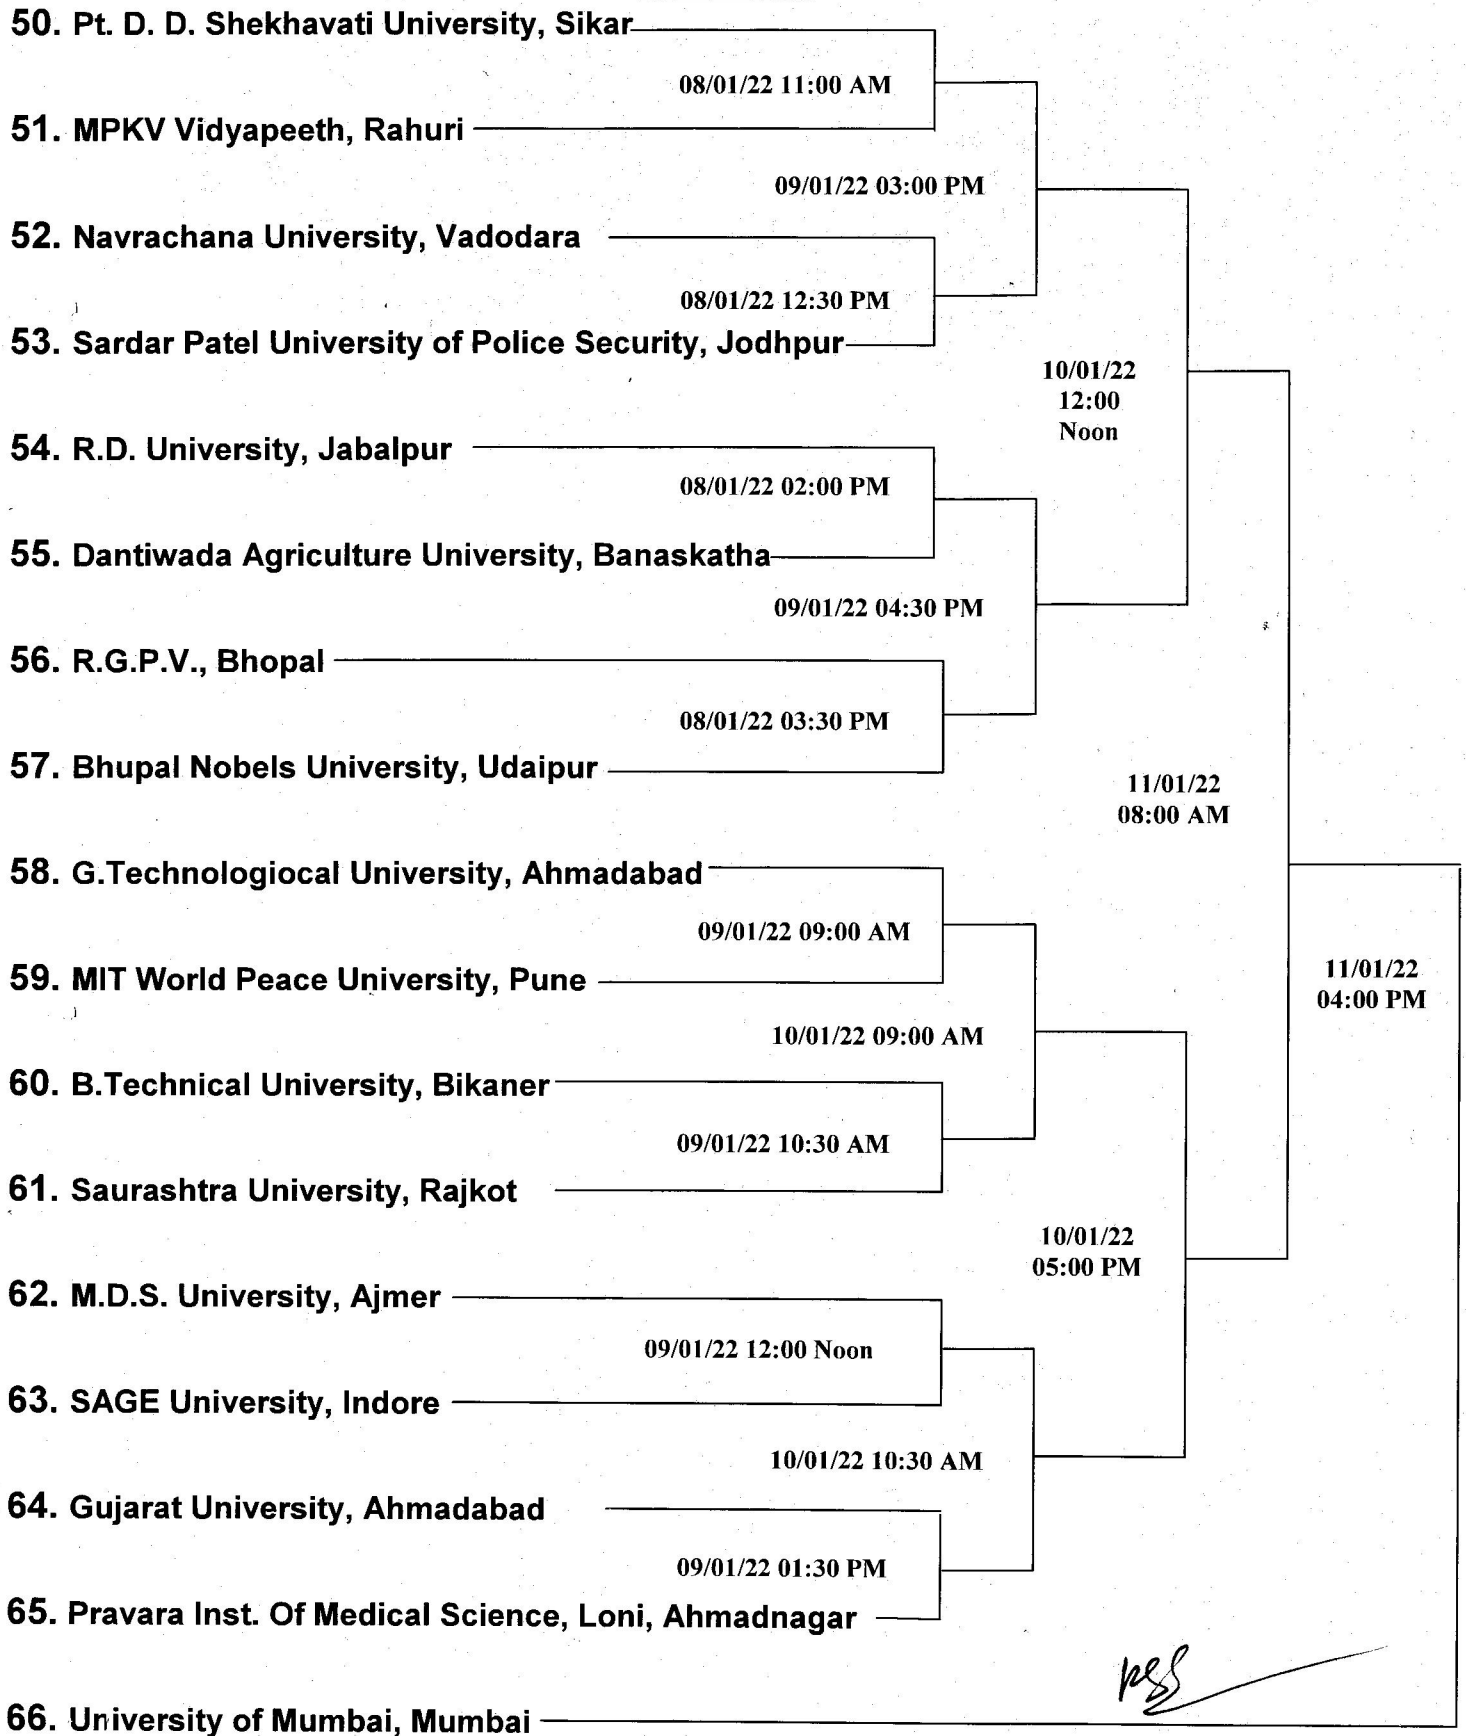 50. Pt. D. D. Shekhavati University, Sikar
08/01/22 11:00 AM
51. MPKV Vidyapeeth, Rahuri
09/01/22 03:00 PM
52. Navrachana University, Vadodara
08/01/22 12:30 PM
53. Sardar Patel University of Police Security, Jodhpur
10/01/22
12:00
Noon
54. R.D. University, Jabalpur
08/01/22 02:00 PM
55. Dantiwada Agriculture University, Banaskatha
09/01/22 04:30 PM
56. R.G.P.V., Bhopal
08/01/22 03:30 PM
57. Bhupal Nobels University, Udaipur
11/01/22
08:00 AM
58. G.Technologiocal University, Ahmadabad
09/01/22 09:00 AM
59. MIT World Peace University, Pune
11/01/22
04:00 PM
10/01/22 09:00 AM
60. B.Technical University, Bikaner
09/01/22 10:30 AM
61. Saurashtra University, Rajkot
10/01/22
05:00 PM
62. M.D.S. University, Ajmer
09/01/22 12:00 Noon
63. SAGE University, Indore
10/01/22 10:30 AM
64. Gujarat University, Ahmadabad
09/01/22 01:30 PM
65. Pravara Inst. Of Medical Science, Loni, Ahmadnagar
66. University of Mumbai, Mumbai